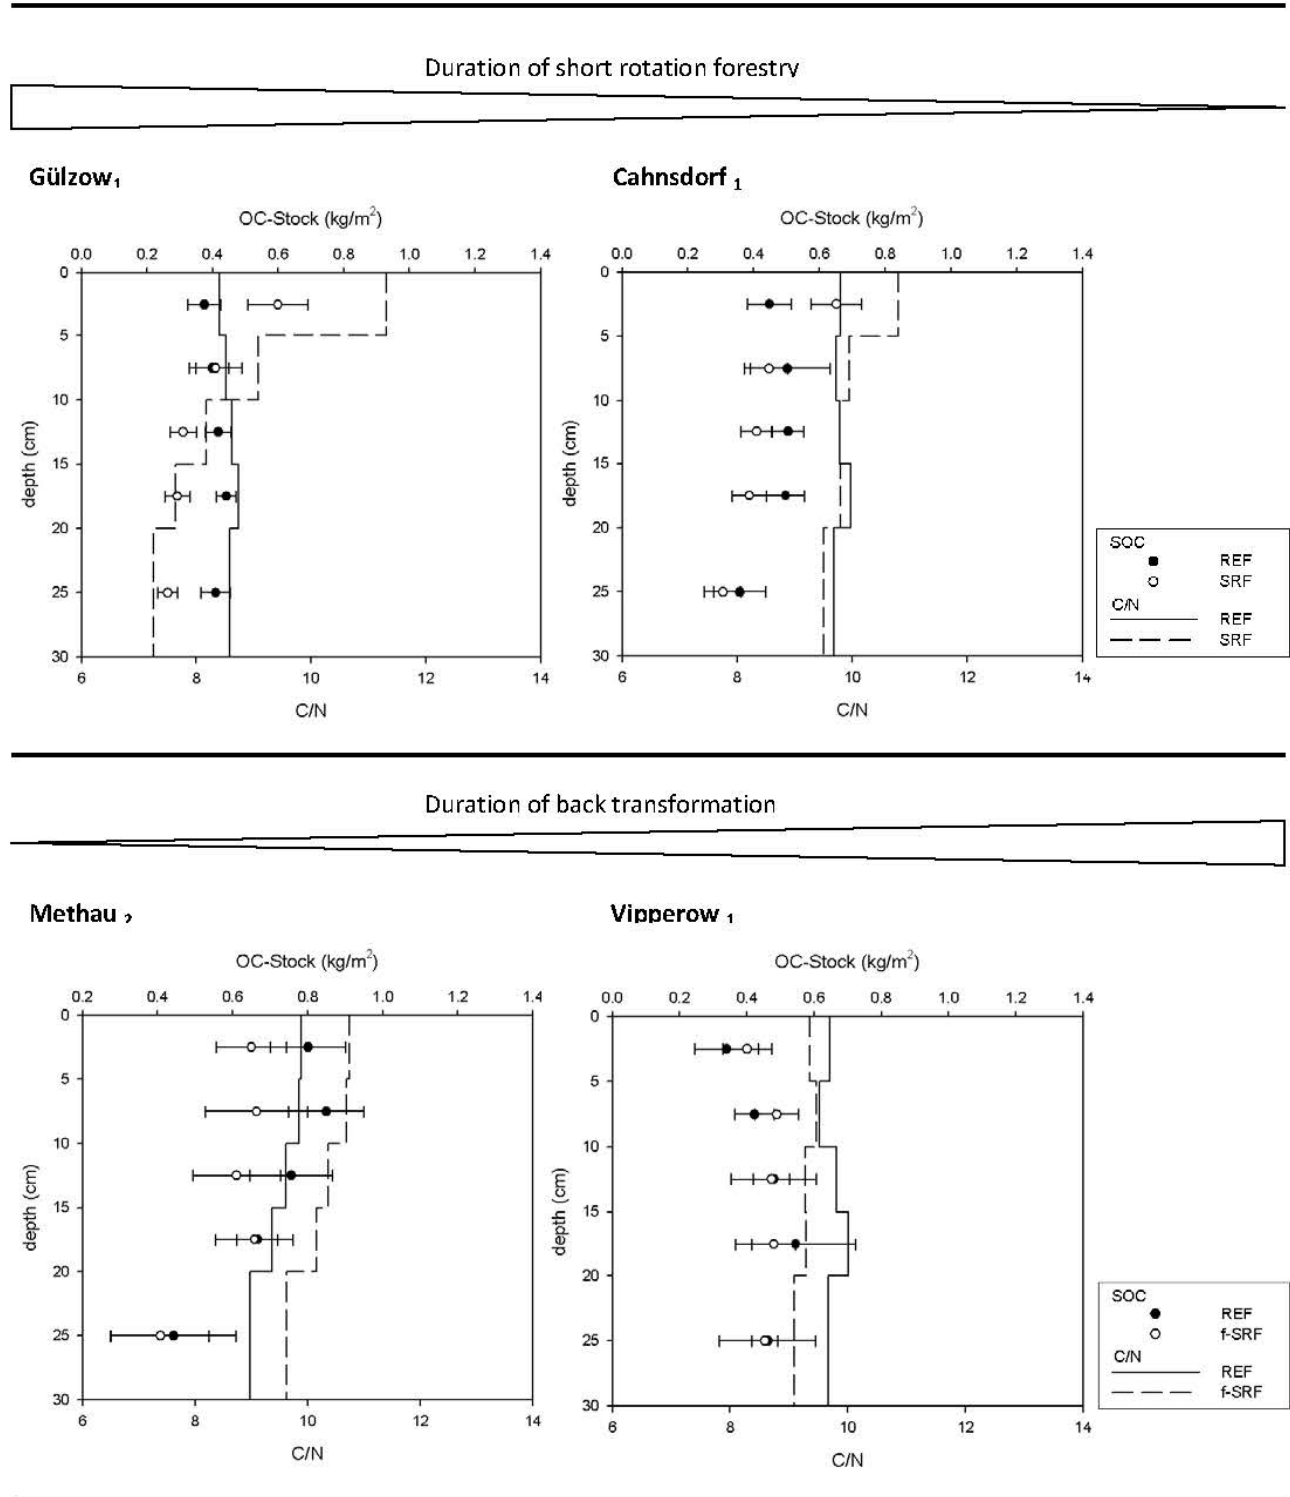 Duration of short rotation forestry
Gülzow 1
OC-Stock (kg/m2)
0.0 0.2 0.4 0.6 0.8 1.0 1.2 1.4
0
5
10
15
20
25
30
depth (cm)
6 8 10 12 14
C/N
Cahnsdorf 1
OC-Stock (kg/m2)
0.0 0.2 0.4 0.6 0.8 1.0 1.2 1.4
0
5
10
15
20
25
30
depth (cm)
6 8 10 12 14
C/N
SOC
REF
SRF
C/N
REF
SRF
Duration of back transformation
Methau 2
OC-Stock (kg/m2)
0.2 0.4 0.6 0.8 1.0 1.2 1.4
0
5
10
15
20
25
30
depth (cm)
6 8 10 12 14
C/N
Vipperow 1
OC-Stock (kg/m2)
0.0 0.2 0.4 0.6 0.8 1.0 1.2 1.4
0
5
10
15
20
25
30
depth (cm)
6 8 10 12 14
C/N
SOC
REF
f-SRF
C/N
REF
f-SRF